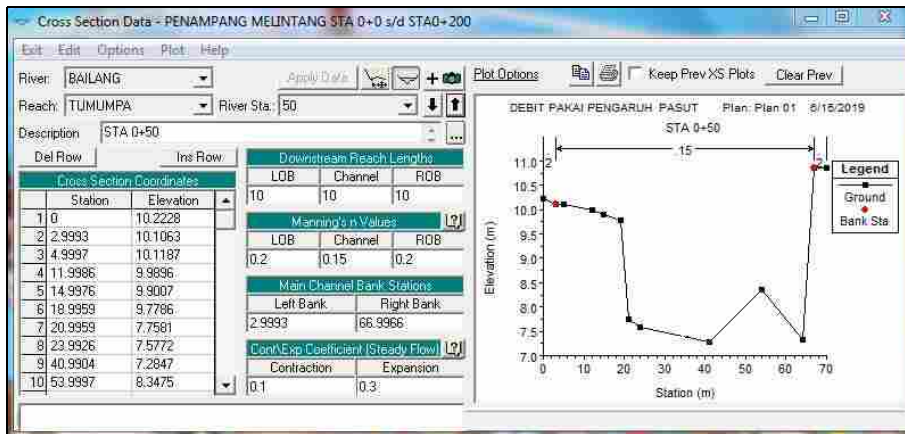 Cross Section Data - PENAMPANG MELINTANG STA 0+0 s/d STA0+200
Exit Edit Options Plot Help
River: BAILANG Apply Data
Reach: TUMUMPA River Sta.: 50
Description STA 0+50 ...
Del Row Ins Row
Cross Section Coordinates
Station Elevation
1 0 10.2228
2 2.9993 10.1063
3 4.9997 10.1187
4 11.9986 9.9896
5 14.9976 9.9007
6 18.9959 9.7786
7 20.9959 7.7581
8 23.9926 7.5772
9 40.9904 7.2847
10 53.9997 8.3475
Downstream Reach Lengths
LOB Channel ROB
10 10 10
Manning's n Values ?
LOB Channel ROB
0.2 0.15 0.2
Main Channel Bank Stations
Left Bank Right Bank
2.9993 66.9966
Cont\Exp Coefficient (Steady Flow) ?
Contraction Expansion
0.1 0.3
Plot Options Keep Prev XS Plots Clear Prev
DEBIT PAKAI PENGARUH PASUT Plan: Plan 01 6/15/2019
STA 0+50
.2 .15 .2
Elevation (m)
11.0
10.5
10.0
9.5
9.0
8.5
8.0
7.5
7.0
0 10 20 30 40 50 60 70
Station (m)
Legend
Ground
Bank Sta